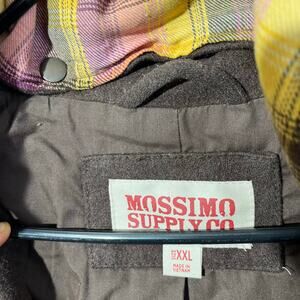 MOSSIMO
SUPPLY CO.
XXL
MADE IN
VIETNAM